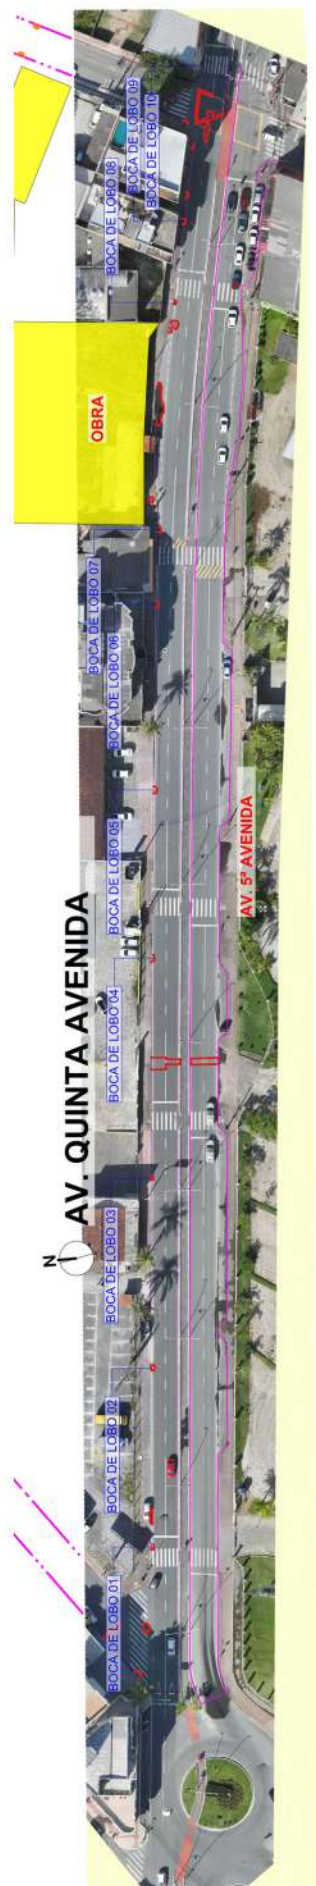 AV. QUINTA AVENIDA
N
BOCA DE LOBO 01
BOCA DE LOBO 02
BOCA DE LOBO 03
BOCA DE LOBO 04
BOCA DE LOBO 05
BOCA DE LOBO 06
BOCA DE LOBO 07
OBRA
BOCA DE LOBO 08
BOCA DE LOBO 09
BOCA DE LOBO 10
AV. 5ª AVENIDA